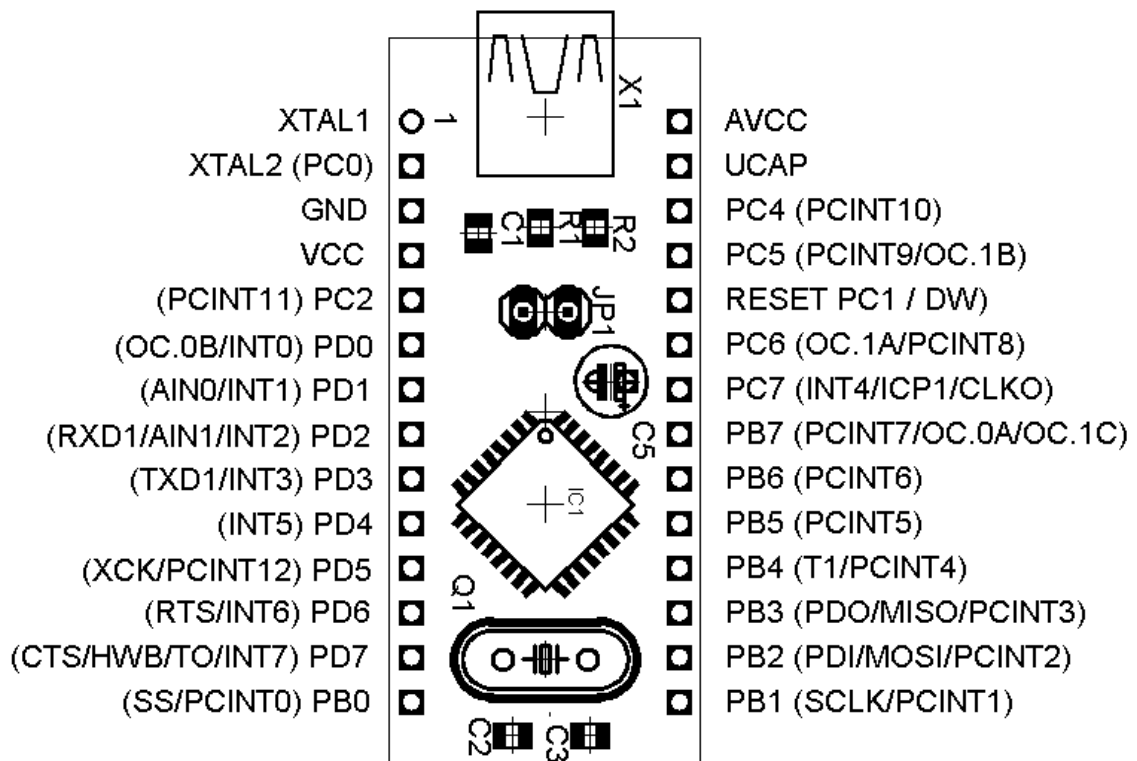 X1
XTAL1 1 AVCC
XTAL2 (PC0) UCAP
GND PC4 (PCINT10)
C1 R1 R2
VCC PC5 (PCINT9/OC.1B)
(PCINT11) PC2 JP1 RESET PC1 / DW)
(OC.0B/INT0) PD0 PC6 (OC.1A/PCINT8)
(AIN0/INT1) PD1 PC7 (INT4/ICP1/CLKO)
(RXD1/AIN1/INT2) PD2 C5 PB7 (PCINT7/OC.0A/OC.1C)
(TXD1/INT3) PD3 IC1 PB6 (PCINT6)
(INT5) PD4 PB5 (PCINT5)
(XCK/PCINT12) PD5 PB4 (T1/PCINT4)
Q1
(RTS/INT6) PD6 PB3 (PDO/MISO/PCINT3)
(CTS/HWB/TO/INT7) PD7 PB2 (PDI/MOSI/PCINT2)
(SS/PCINT0) PB0 PB1 (SCLK/PCINT1)
C2 C3